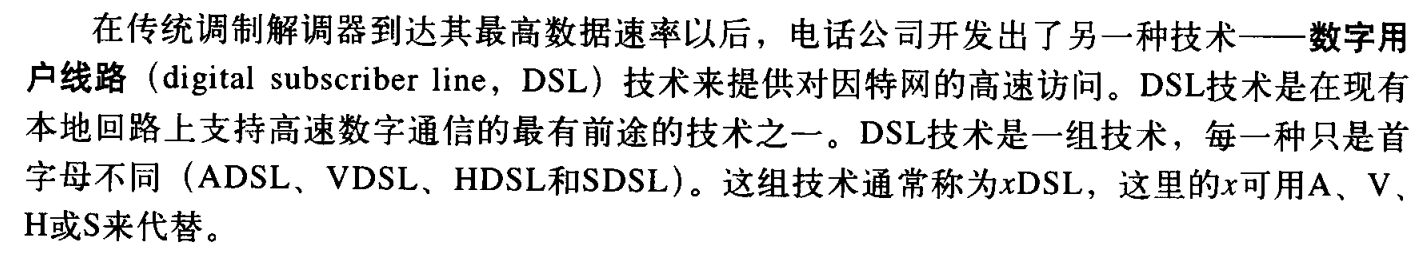 在传统调制解调器到达其最高数据速率以后，电话公司开发出了另一种技术——数字用
户线路（digital subscriber line，DSL）技术来提供对因特网的高速访问。DSL技术是在现有
本地回路上支持高速数字通信的最有前途的技术之一。DSL技术是一组技术，每一种只是首
字母不同（ADSL、VDSL、HDSL和SDSL）。这组技术通常称为xDSL，这里的x可用A、V、
H或S来代替。